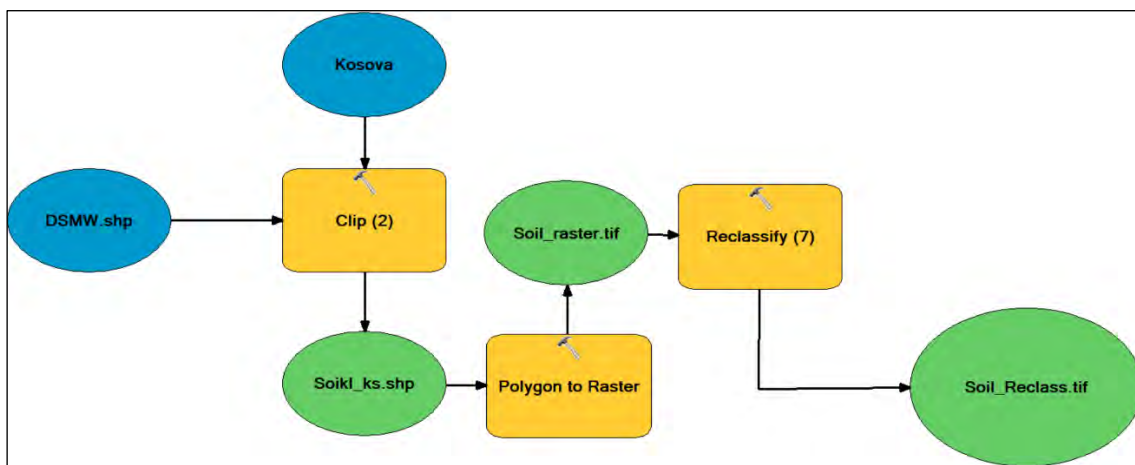 Kosova
DSMW.shp
Clip (2)
Soil_raster.tif
Reclassify (7)
Soikl_ks.shp
Polygon to Raster
Soil_Reclass.tif